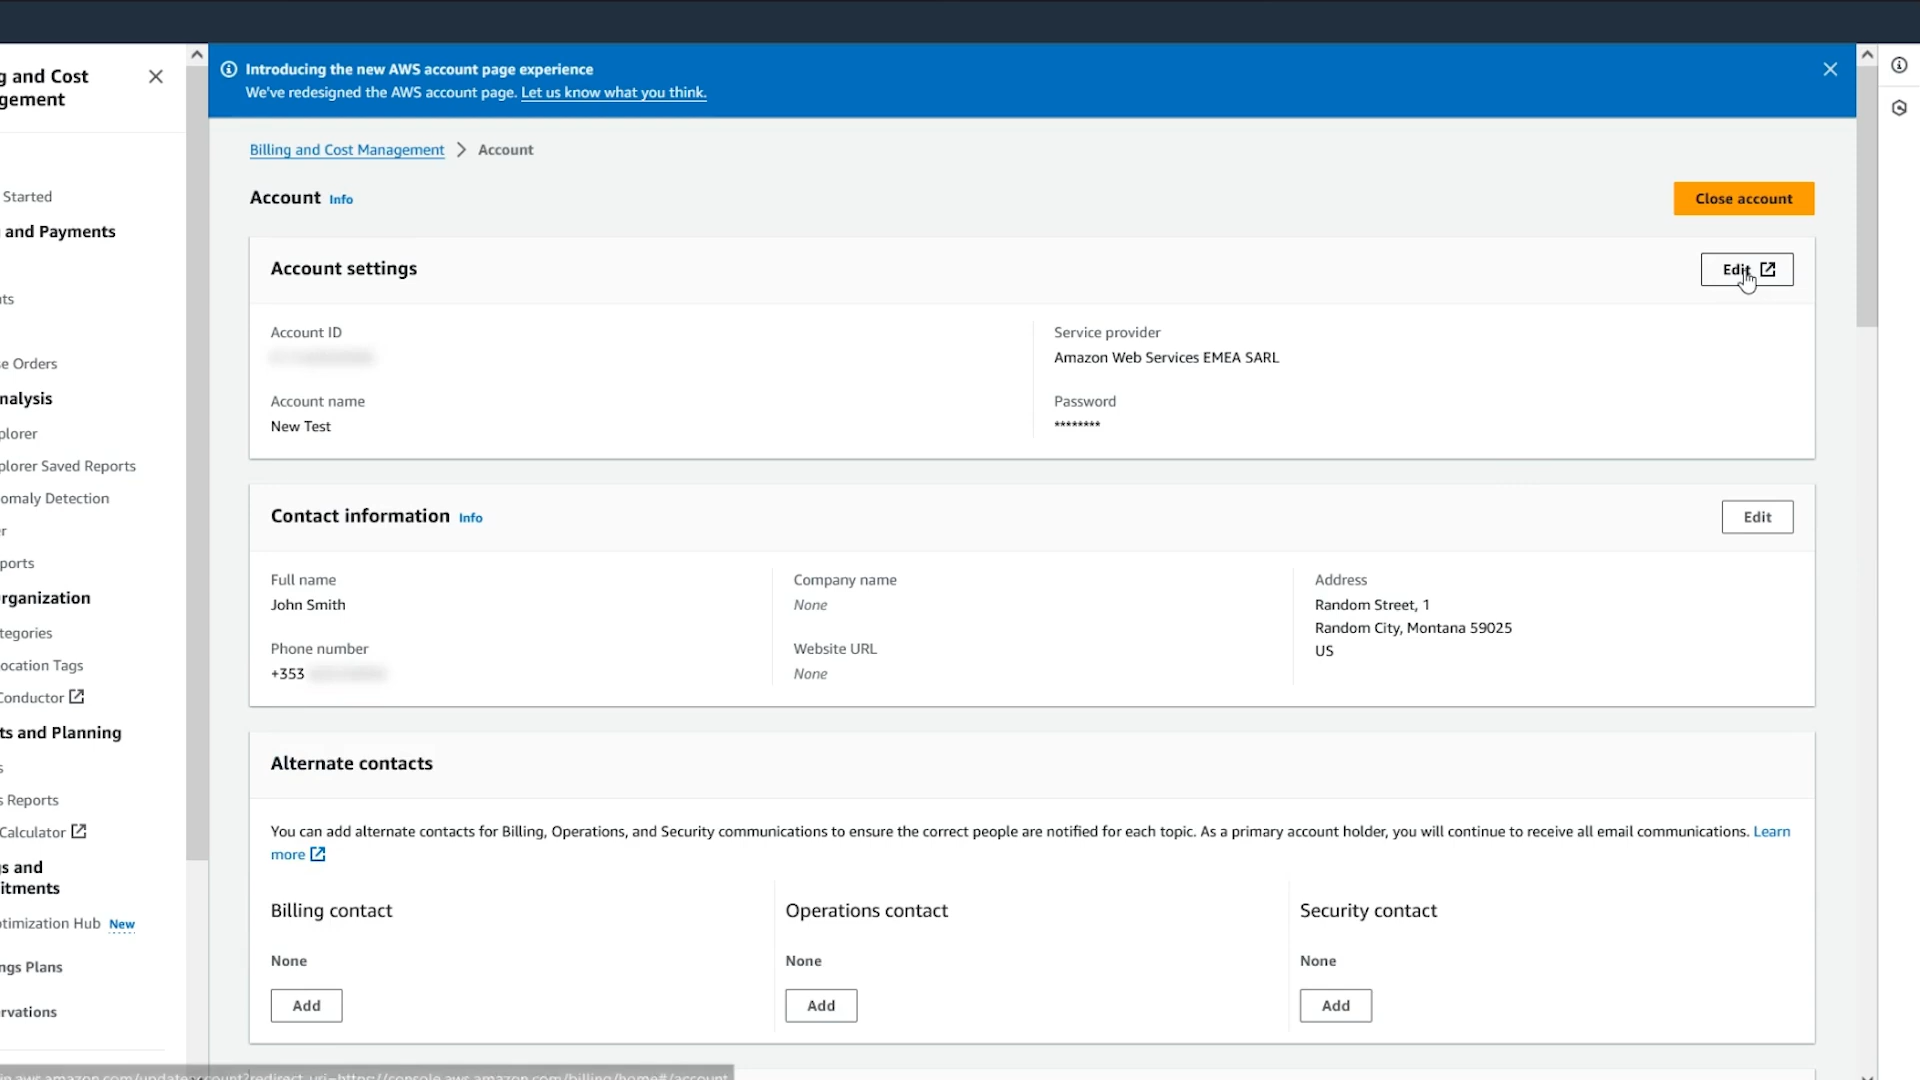 g and Cost
gement
Started
and Payments
ts
e Orders
nalysis
plorer
plorer Saved Reports
omaly Detection
r
ports
rganization
tegories
ocation Tags
Conductor
ts and Planning
s
s Reports
Calculator
gs and
itments
ptimization Hub New
ngs Plans
rvations
Introducing the new AWS account page experience
We've redesigned the AWS account page. Let us know what you think.
Billing and Cost Management > Account
Account Info
Close account
Account settings
Edit
Account ID
Service provider
Amazon Web Services EMEA SARL
Account name
New Test
Password
********
Contact information Info
Edit
Full name
John Smith
Phone number
+353
Company name
None
Website URL
None
Address
Random Street, 1
Random City, Montana 59025
US
Alternate contacts
You can add alternate contacts for Billing, Operations, and Security communications to ensure the correct people are notified for each topic. As a primary account holder, you will continue to receive all email communications. Learn
more
Billing contact
None
Add
Operations contact
None
Add
Security contact
None
Add